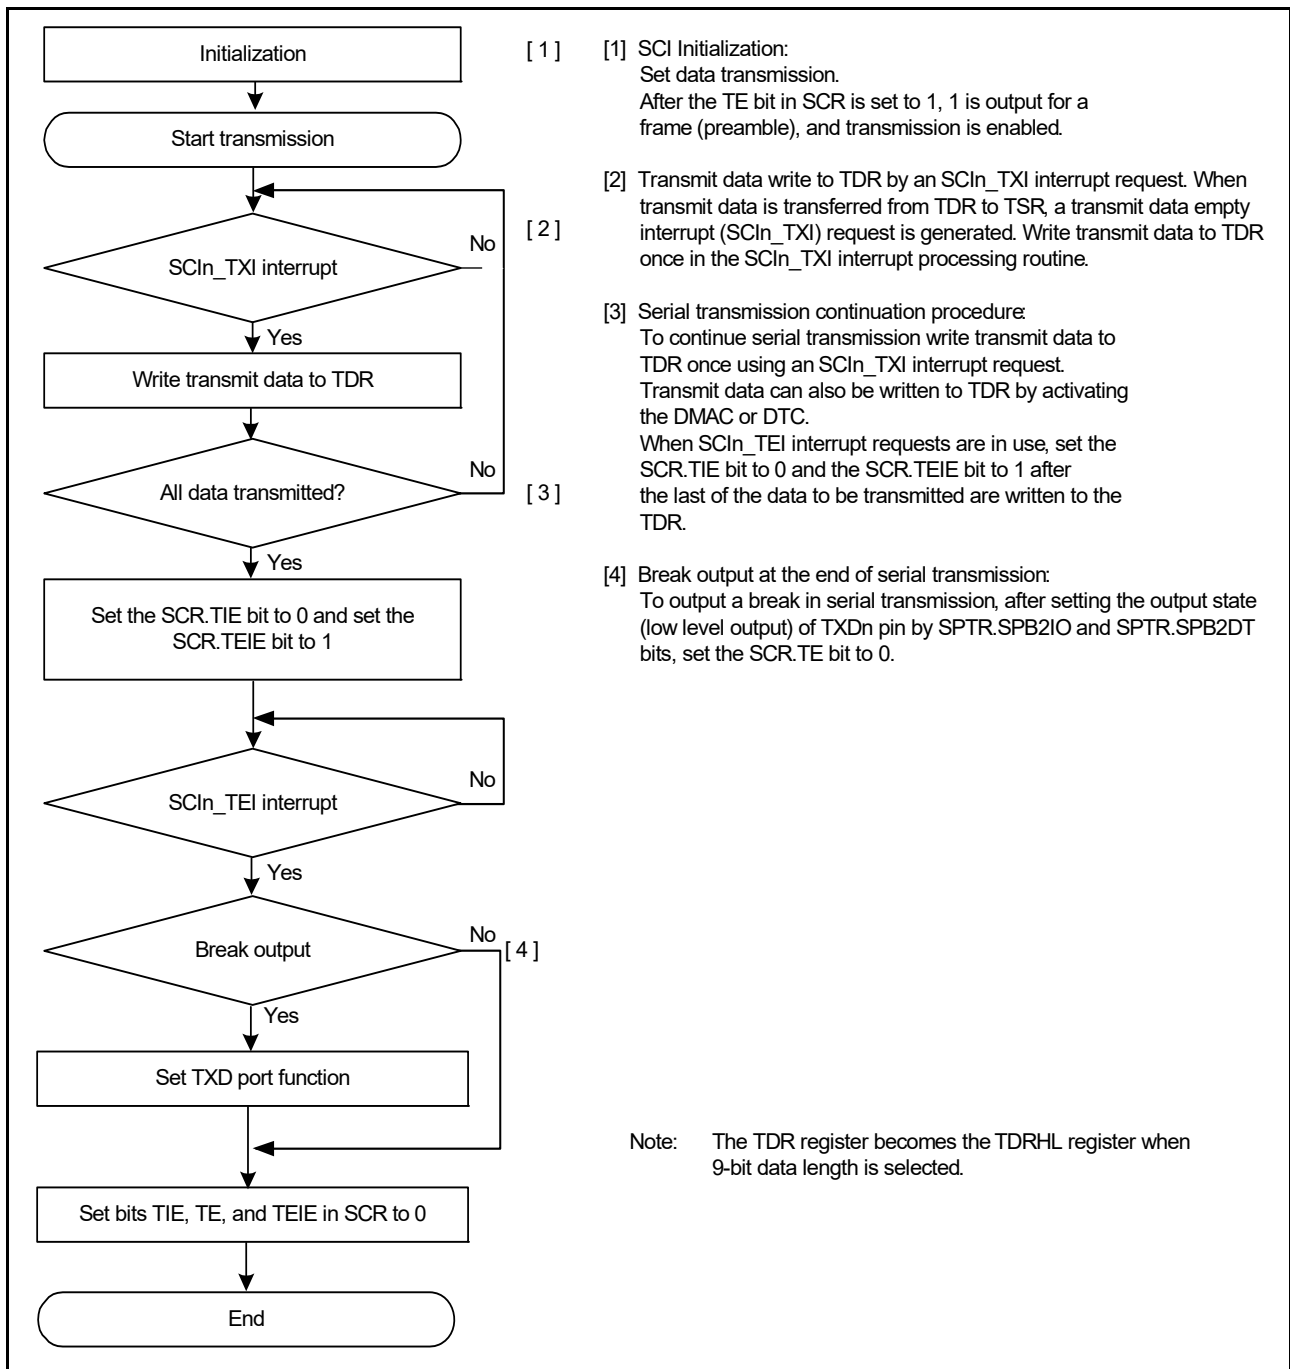 Initialization
[ 1 ]
Start transmission
SCIn_TXI interrupt
No
[ 2 ]
Yes
Write transmit data to TDR
All data transmitted?
No
[ 3 ]
Yes
Set the SCR.TIE bit to 0 and set the
SCR.TEIE bit to 1
SCIn_TEI interrupt
No
Yes
Break output
No
[ 4 ]
Yes
Set TXD port function
Set bits TIE, TE, and TEIE in SCR to 0
End
[1] SCI Initialization:
Set data transmission.
After the TE bit in SCR is set to 1, 1 is output for a
frame (preamble), and transmission is enabled.
[2] Transmit data write to TDR by an SCIn_TXI interrupt request. When
transmit data is transferred from TDR to TSR, a transmit data empty
interrupt (SCIn_TXI) request is generated. Write transmit data to TDR
once in the SCIn_TXI interrupt processing routine.
[3] Serial transmission continuation procedure:
To continue serial transmission write transmit data to
TDR once using an SCIn_TXI interrupt request.
Transmit data can also be written to TDR by activating
the DMAC or DTC.
When SCIn_TEI interrupt requests are in use, set the
SCR.TIE bit to 0 and the SCR.TEIE bit to 1 after
the last of the data to be transmitted are written to the
TDR.
[4] Break output at the end of serial transmission:
To output a break in serial transmission, after setting the output state
(low level output) of TXDn pin by SPTR.SPB2IO and SPTR.SPB2DT
bits, set the SCR.TE bit to 0.
Note: The TDR register becomes the TDRHL register when
9-bit data length is selected.